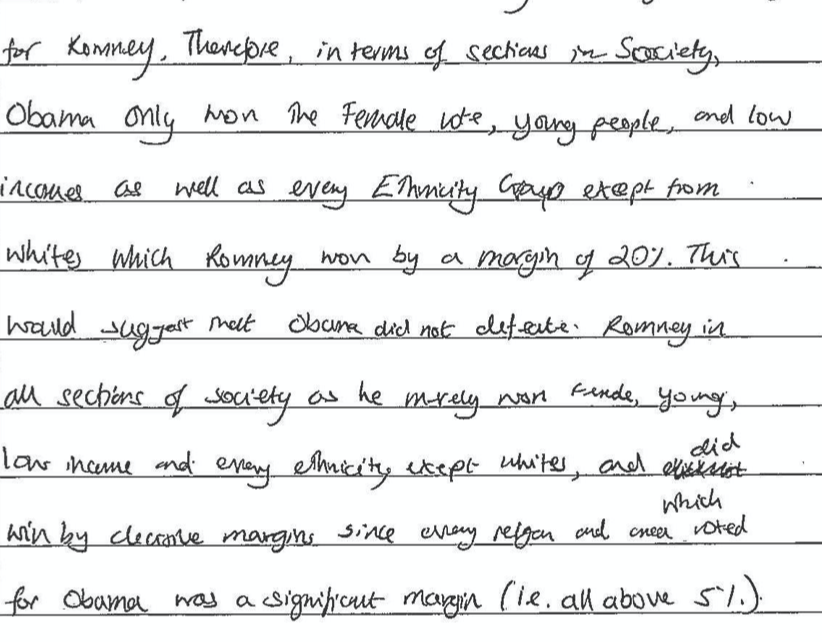 for Romney. Therefore, in terms of sections in Soociety,
Obama only won the Female vote, young people, and low
incomes as well as every Ethnicity Group except from
whites which Romney won by a margin of 20%. This
would suggest that Obama did not defeate. Romney in
all sections of society as he merely won Female, young,
low income and every ethnicity except whites, and did
which
win by decisive margins since every religon and area voted
for Obama was a significant margin (i.e. all above 5%.).